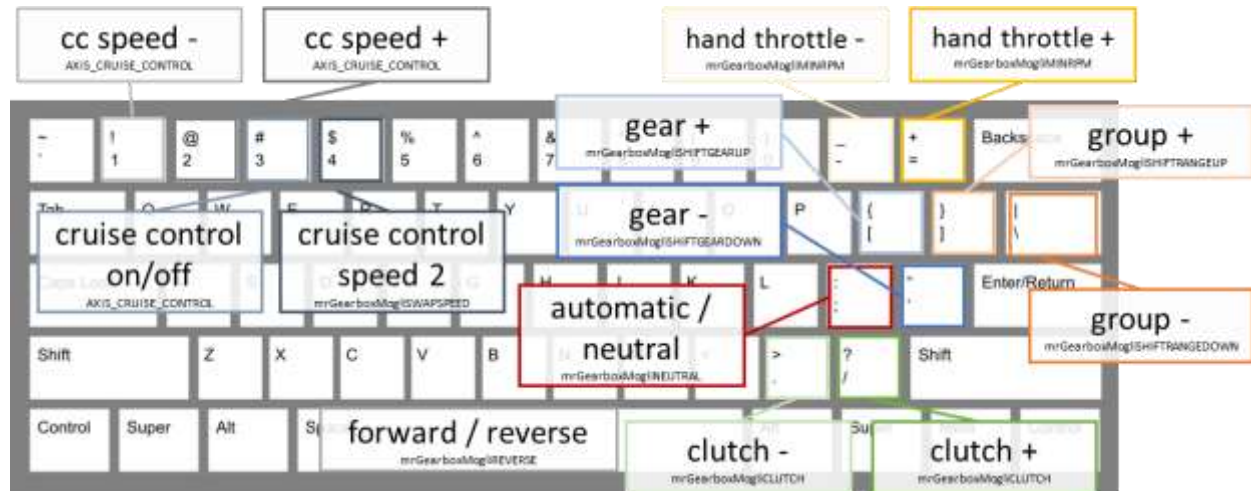 cc speed -
AXIS_CRUISE_CONTROL
cc speed +
AXIS_CRUISE_CONTROL
hand throttle -
mrGearboxMogliMINRPM
hand throttle +
mrGearboxMogliMINRPM
~
`
!
1
@
2
#
3
$
4
%
5
^
6
&
7
gear +
mrGearboxMogliSHIFTGEARUP
_
-
+
=
Backspace
group +
mrGearboxMogliSHIFTRANGEUP
Tab
Q
W
E
R
T
Y
U
O
P
{
[
}
]
|
\
cruise control
on/off
AXIS_CRUISE_CONTROL
cruise control
speed 2
mrGearboxMogliSWAPSPEED
gear -
mrGearboxMogliSHIFTGEARDOWN
Caps Lock
S
D
G
H
J
K
L
:
;
"
'
Enter/Return
automatic /
neutral
mrGearboxMogliNEUTRAL
group -
mrGearboxMogliSHIFTRANGEDOWN
Shift
Z
X
C
V
B
N
>
.
?
/
Shift
Control
Super
Alt
forward / reverse
mrGearboxMogliREVERSE
Alt
Control
clutch -
mrGearboxMogliCLUTCH
clutch +
mrGearboxMogliCLUTCH